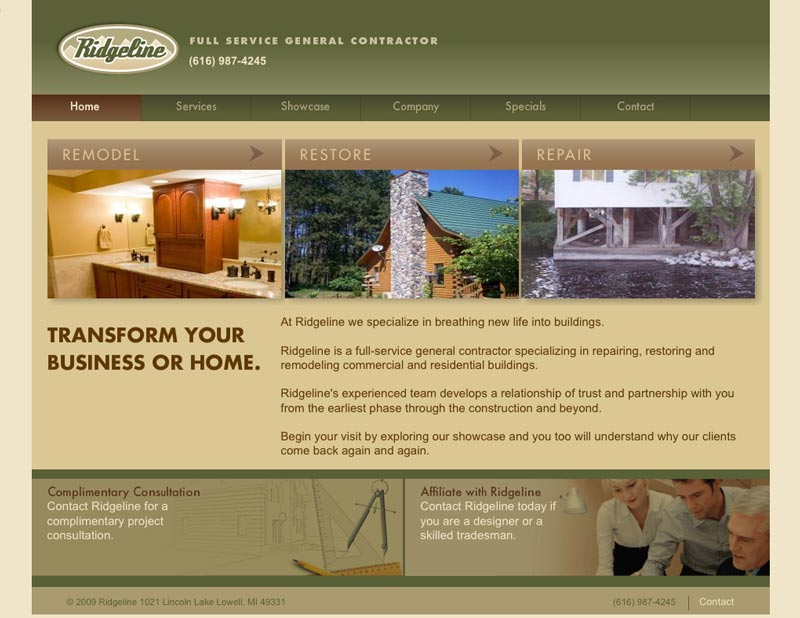 Ridgeline
FULL SERVICE GENERAL CONTRACTOR
(616) 987-4245
Home
Services
Showcase
Company
Specials
Contact
REMODEL
RESTORE
REPAIR
TRANSFORM YOUR
BUSINESS OR HOME.
At Ridgeline we specialize in breathing new life into buildings.
Ridgeline is a full-service general contractor specializing in repairing, restoring and
remodeling commercial and residential buildings.
Ridgeline's experienced team develops a relationship of trust and partnership with you
from the earliest phase through the construction and beyond.
Begin your visit by exploring our showcase and you too will understand why our clients
come back again and again.
Complimentary Consultation
Contact Ridgeline for a
complimentary project
consultation.
Affiliate with Ridgeline
Contact Ridgeline today if
you are a designer or a
skilled tradesman.
© 2009 Ridgeline 1021 Lincoln Lake Lowell, MI 49331
(616) 987-4245
Contact